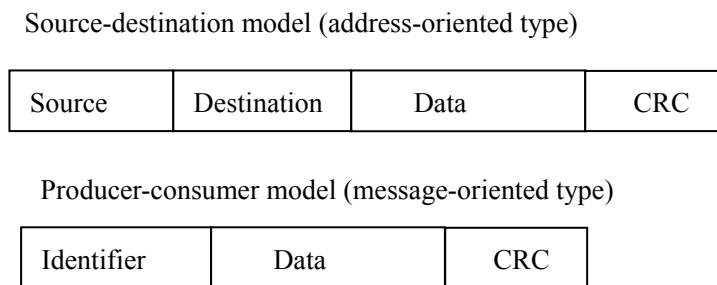 Source-destination model (address-oriented type)
Source Destination Data CRC
Producer-consumer model (message-oriented type)
Identifier Data CRC